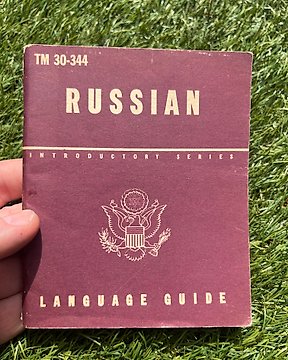 TM 30-344
RUSSIAN
INTRODUCTORY SERIES
LANGUAGE GUIDE